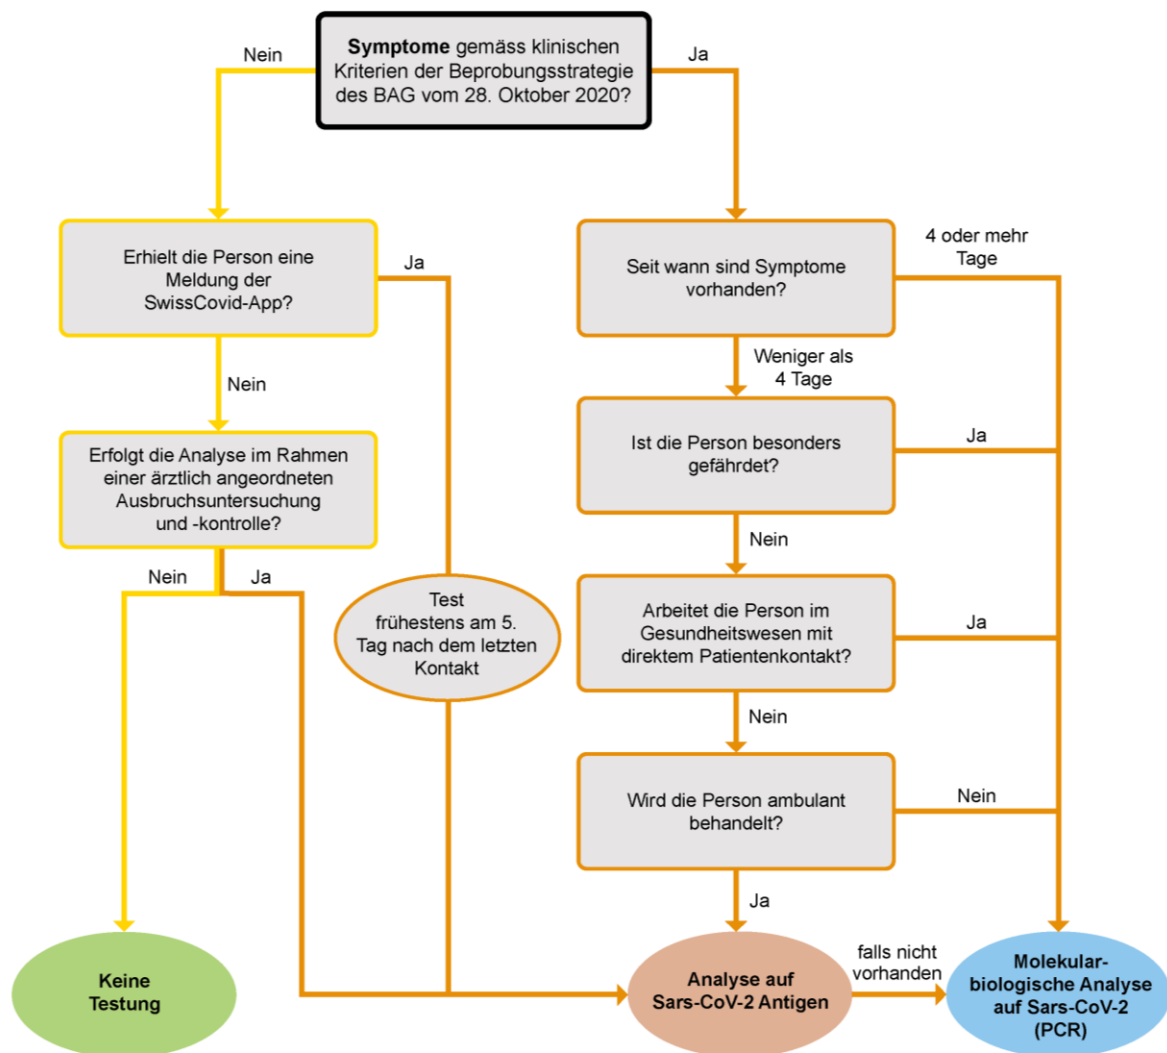 Symptome gemäss klinischen
Kriterien der Beprobungsstrategie
des BAG vom 28. Oktober 2020?
Nein
Ja
Erhielt die Person eine
Meldung der
SwissCovid-App?
Ja
Seit wann sind Symptome
vorhanden?
4 oder mehr
Tage
Nein
Weniger als
4 Tage
Erfolgt die Analyse im Rahmen
einer ärztlich angeordneten
Ausbruchsuntersuchung
und -kontrolle?
Ist die Person besonders
gefährdet?
Ja
Nein
Nein
Ja
Test
frühestens am 5.
Tag nach dem letzten
Kontakt
Arbeitet die Person im
Gesundheitswesen mit
direktem Patientenkontakt?
Ja
Nein
Wird die Person ambulant
behandelt?
Nein
Ja
Keine
Testung
Analyse auf
Sars-CoV-2 Antigen
falls nicht
vorhanden
Molekular-
biologische Analyse
auf Sars-CoV-2
(PCR)